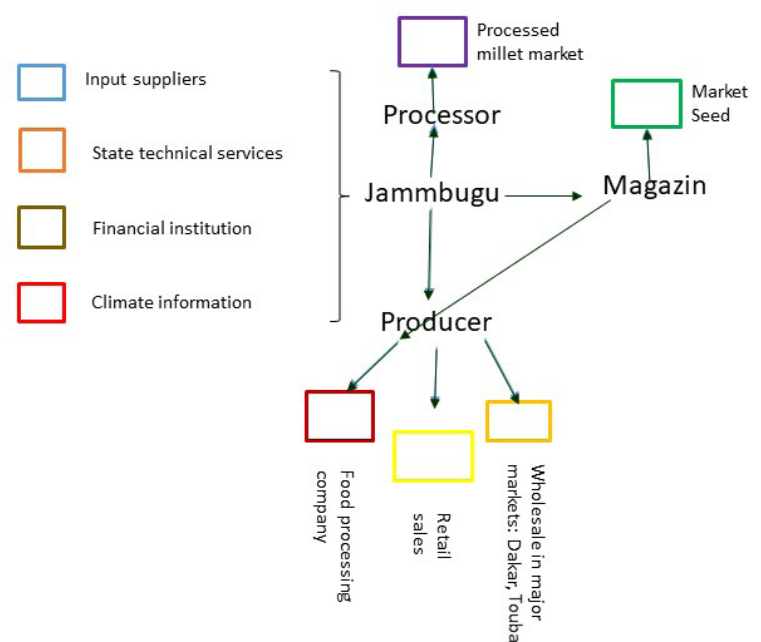 Processed
millet market
Input suppliers
Market
Seed
Processor
State technical services
Magazin
Jammbugu
Financial institution
Climate information
Producer
Food processing
company
Retail
sales
Wholesale in major
markets: Dakar, Touba